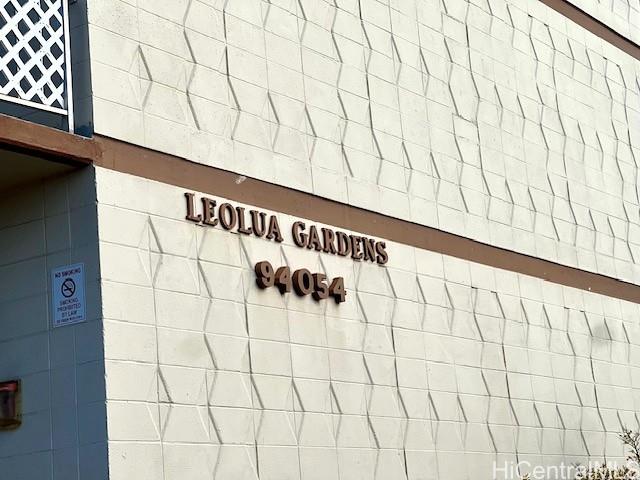 LEOLUA GARDENS
94054
NO SMOKING
SMOKING
PROHIBITED
BY LAW
HiCentralMLS